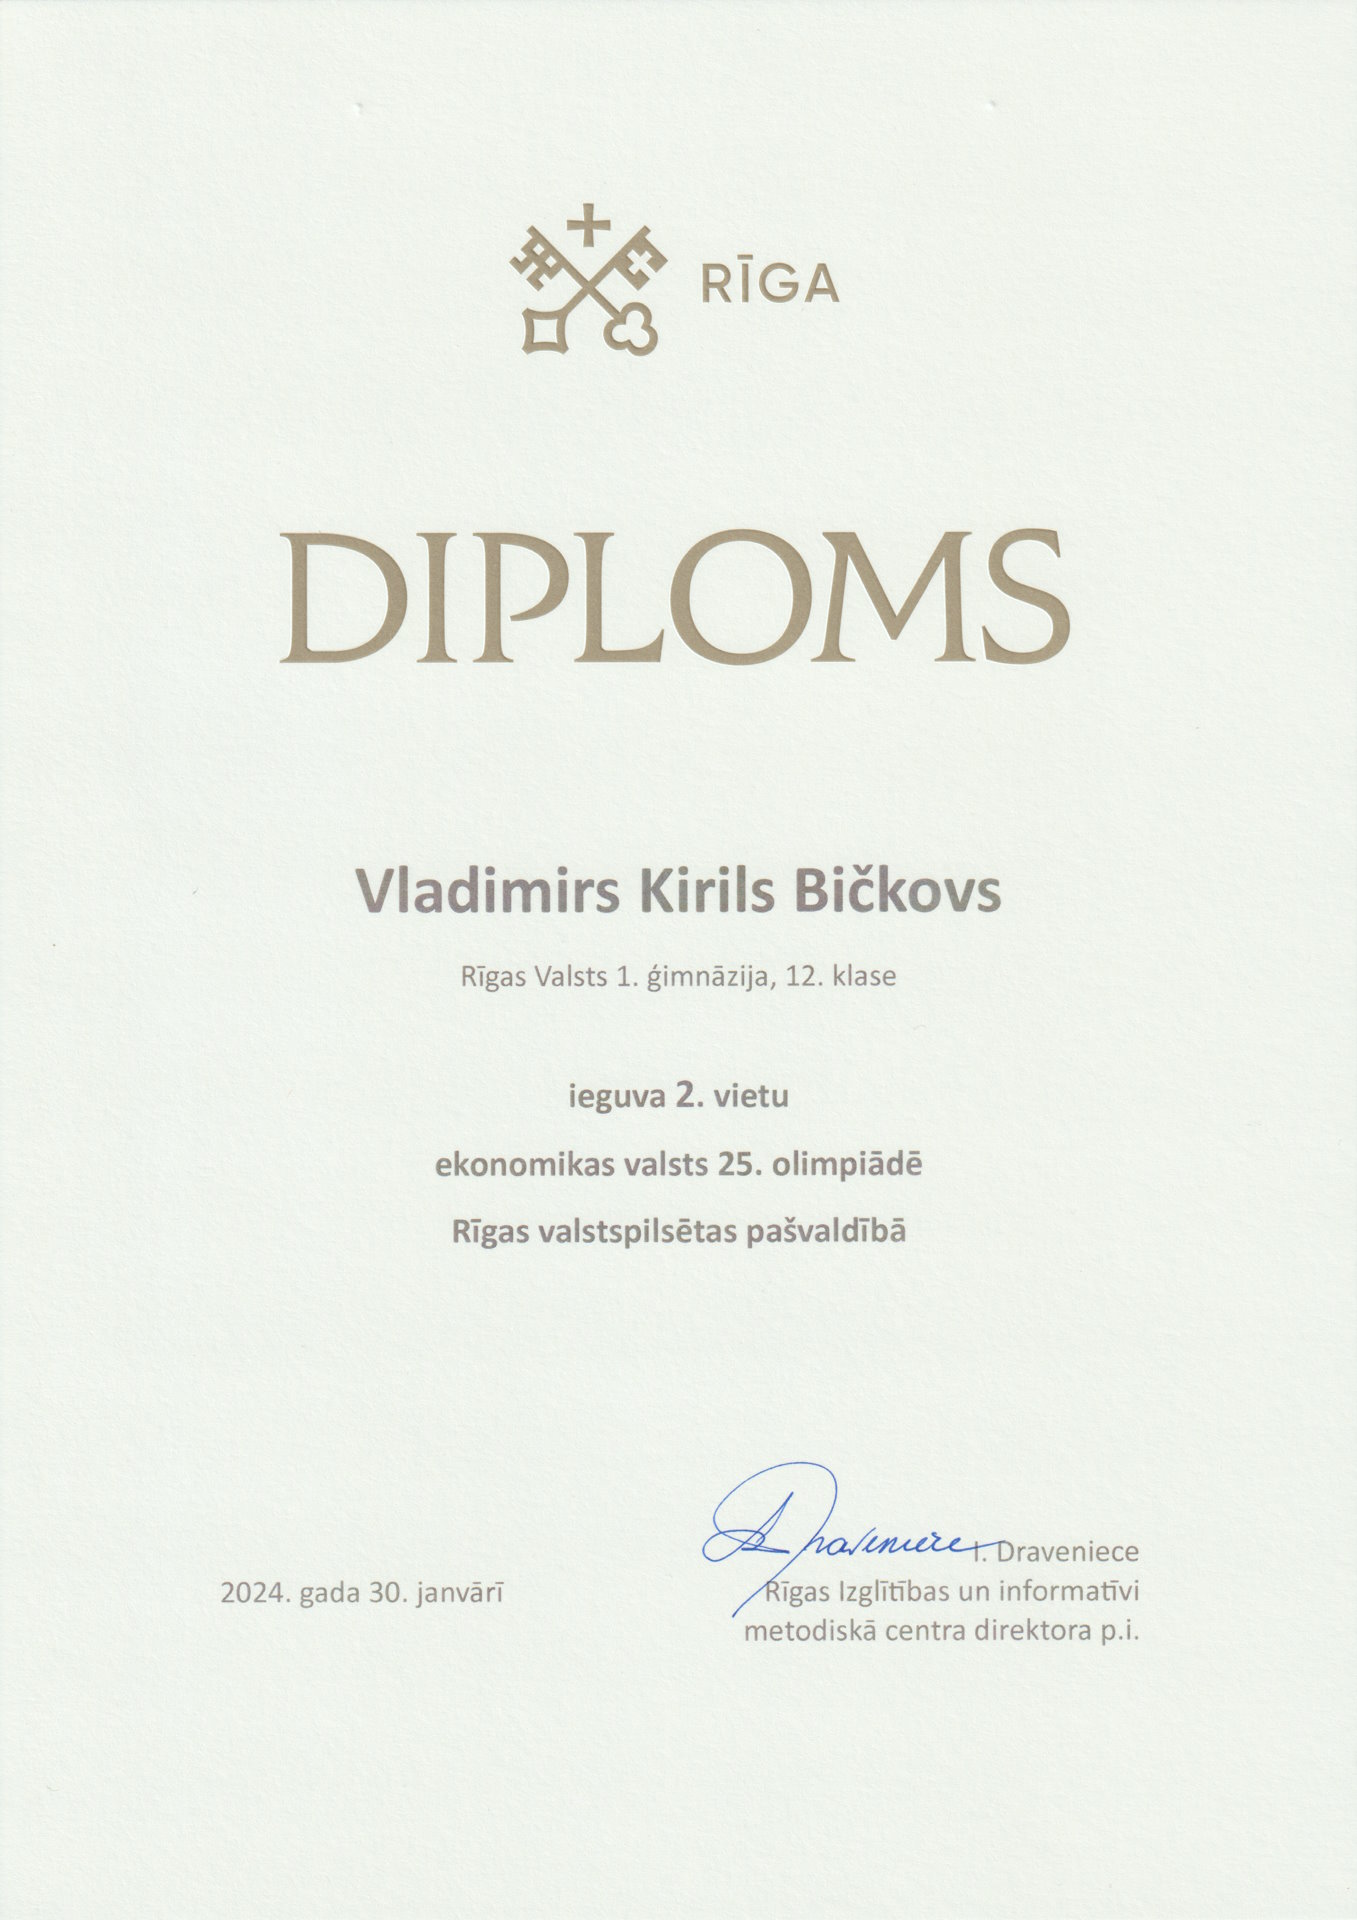 RĪGA
DIPLOMS
Vladimirs Kirils Bičkovs
Rīgas Valsts 1. ģimnāzija, 12. klase
ieguva 2. vietu
ekonomikas valsts 25. olimpiādē
Rīgas valstspilsētas pašvaldībā
Draveniece
I. Draveniece
2024. gada 30. janvārī
Rīgas Izglītības un informatīvi
metodiskā centra direktora p.i.